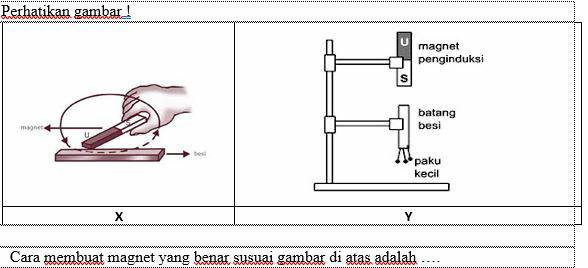 Perhatikan gambar !
magnet
U
besi
U
S
magnet
penginduksi
batang
besi
paku
kecil
X
Y
Cara membuat magnet yang benar susuai gambar di atas adalah ….